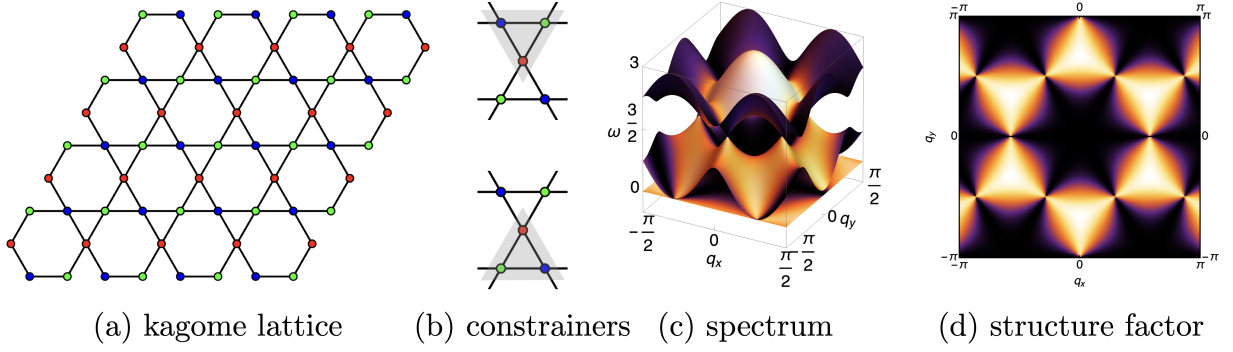 3
3/2
ω
0
−π/2
0
q_x
π/2
−π/2
0 q_y
π/2
0
π π
q_y 0 0
−π −π
−π 0 π
q_x
(a) kagome lattice (b) constrainers (c) spectrum (d) structure factor